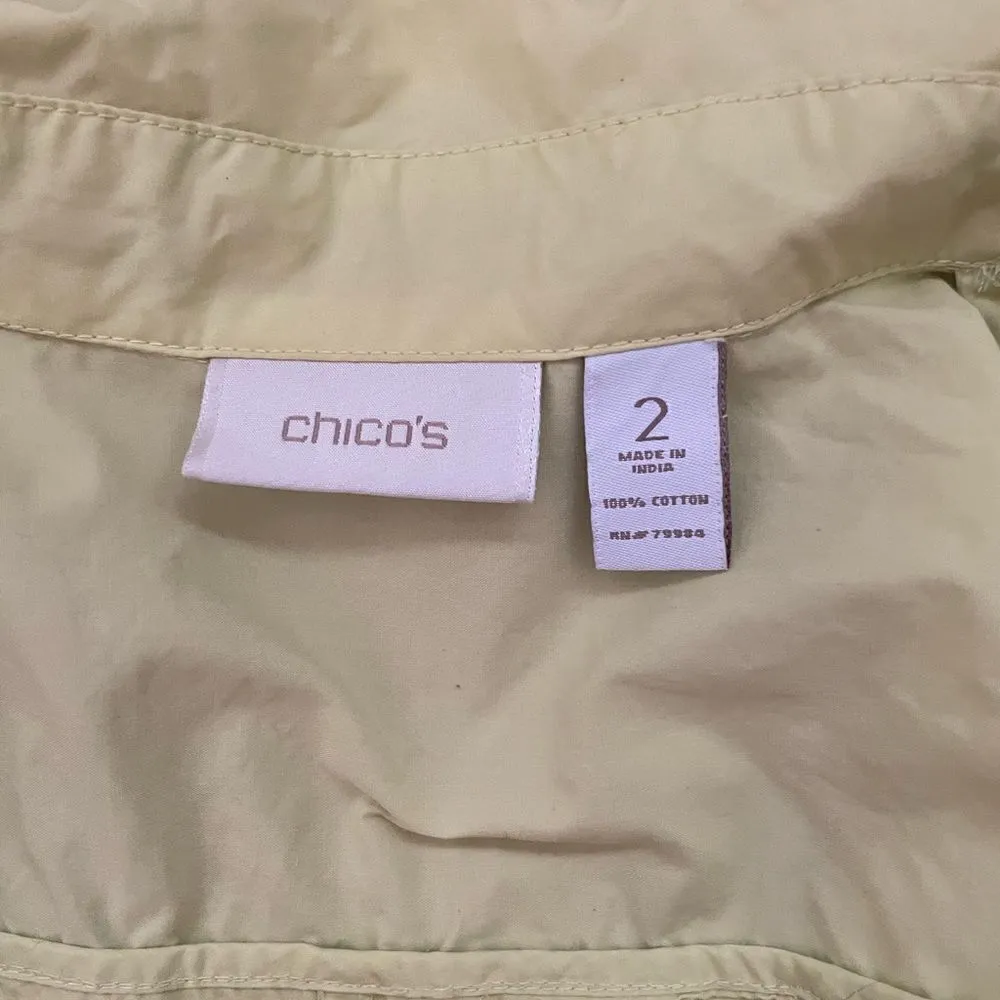 chico's
2
MADE IN
INDIA
100% COTTON
RN# 79984